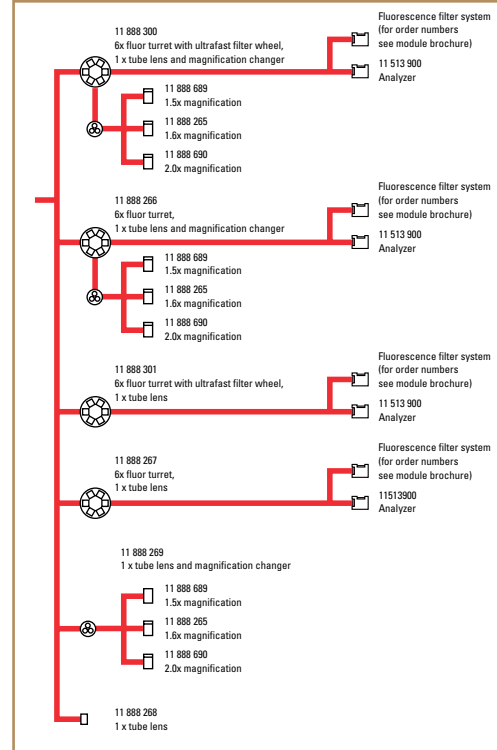 11 888 300
6x fluor turret with ultrafast filter wheel,
1 x tube lens and magnification changer
Fluorescence filter system
(for order numbers
see module brochure)
11 513 900
Analyzer
11 888 689
1.5x magnification
11 888 265
1.6x magnification
11 888 690
2.0x magnification
11 888 266
6x fluor turret,
1 x tube lens and magnification changer
Fluorescence filter system
(for order numbers
see module brochure)
11 513 900
Analyzer
11 888 689
1.5x magnification
11 888 265
1.6x magnification
11 888 690
2.0x magnification
11 888 301
6x fluor turret with ultrafast filter wheel,
1 x tube lens
Fluorescence filter system
(for order numbers
see module brochure)
11 513 900
Analyzer
11 888 267
6x fluor turret,
1 x tube lens
Fluorescence filter system
(for order numbers
see module brochure)
11513900
Analyzer
11 888 269
1 x tube lens and magnification changer
11 888 689
1.5x magnification
11 888 265
1.6x magnification
11 888 690
2.0x magnification
11 888 268
1 x tube lens